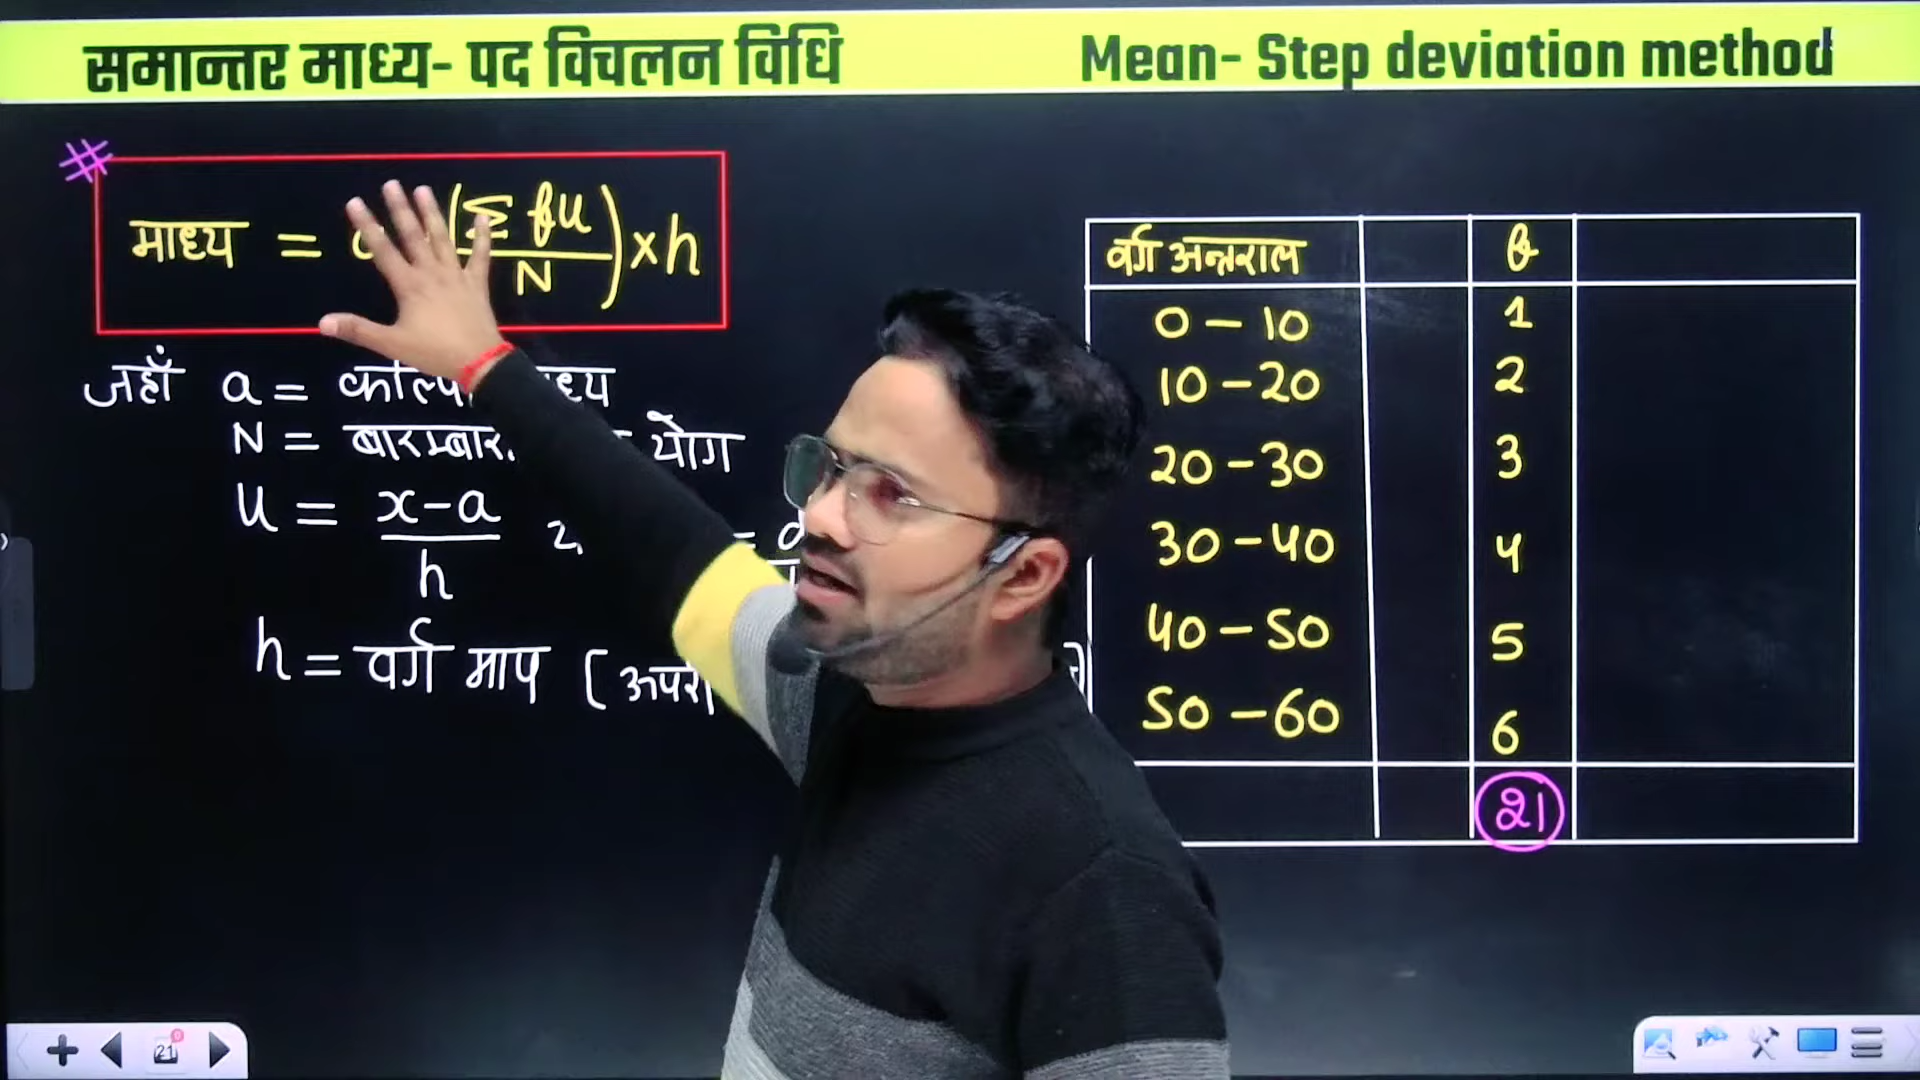 समान्तर माध्य- पद विचलन विधि
Mean- Step deviation method
माध्य = (Σ fu / N) × h
जहाँ a =
N = योग
u = x-a / h
h = वर्ग माप [
वर्ग अन्तराल f
0 – 10 1
10 – 20 2
20 – 30 3
30 – 40 4
40 – 50 5
50 – 60 6
21
21